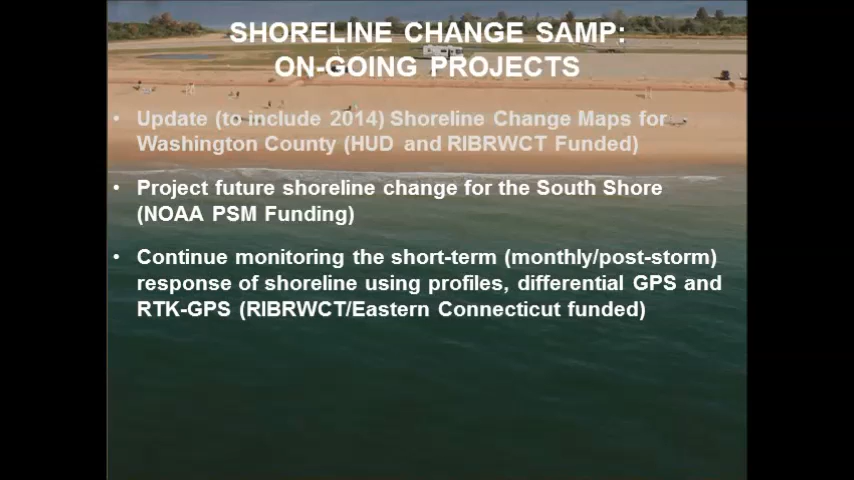 SHORELINE CHANGE SAMP:
ON-GOING PROJECTS
• Update (to include 2014) Shoreline Change Maps for
Washington County (HUD and RIBRWCT Funded)
• Project future shoreline change for the South Shore
(NOAA PSM Funding)
• Continue monitoring the short-term (monthly/post-storm)
response of shoreline using profiles, differential GPS and
RTK-GPS (RIBRWCT/Eastern Connecticut funded)